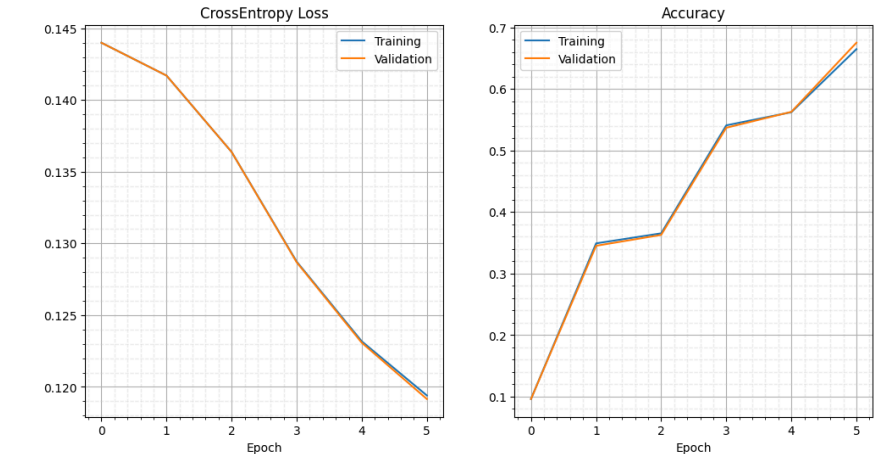 CrossEntropy Loss
Training
Validation
0.145
0.140
0.135
0.130
0.125
0.120
0 1 2 3 4 5
Epoch
Accuracy
Training
Validation
0.7
0.6
0.5
0.4
0.3
0.2
0.1
0 1 2 3 4 5
Epoch